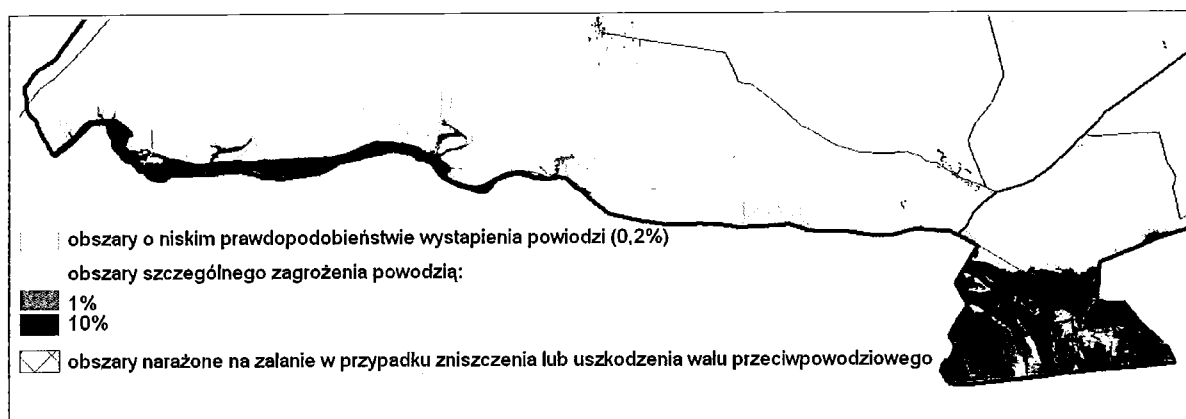 obszary o niskim prawdopodobieństwie wystąpienia powiodzi (0,2%)
obszary szczególnego zagrożenia powodzią:
1%
10%
obszary narażone na zalanie w przypadku zniszczenia lub uszkodzenia wału przeciwpowodziowego